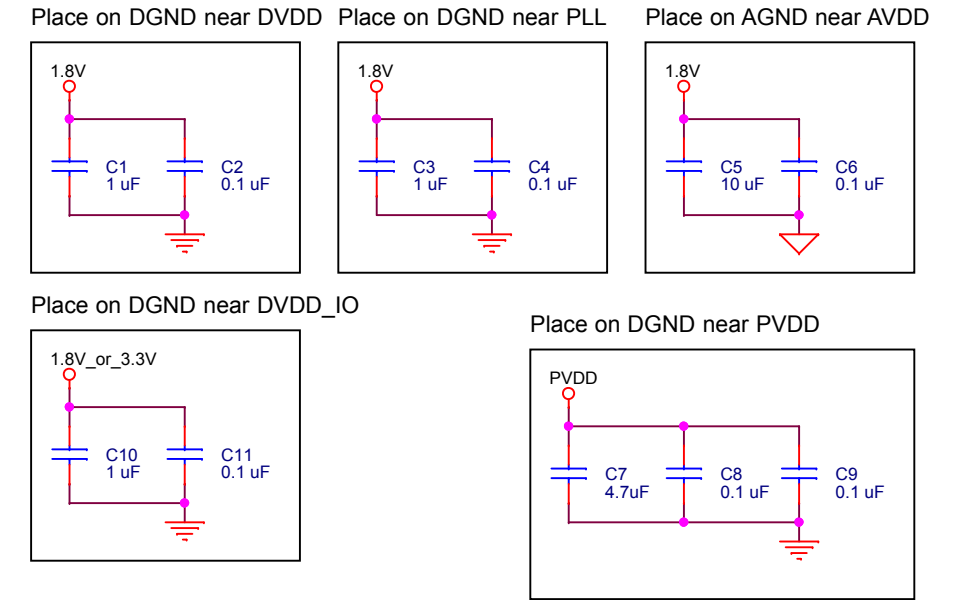 Place on DGND near DVDD
Place on DGND near PLL
Place on AGND near AVDD
1.8V
C1
1 uF
C2
0.1 uF
1.8V
C3
1 uF
C4
0.1 uF
1.8V
C5
10 uF
C6
0.1 uF
Place on DGND near DVDD_IO
1.8V_or_3.3V
C10
1 uF
C11
0.1 uF
Place on DGND near PVDD
PVDD
C7
4.7uF
C8
0.1 uF
C9
0.1 uF